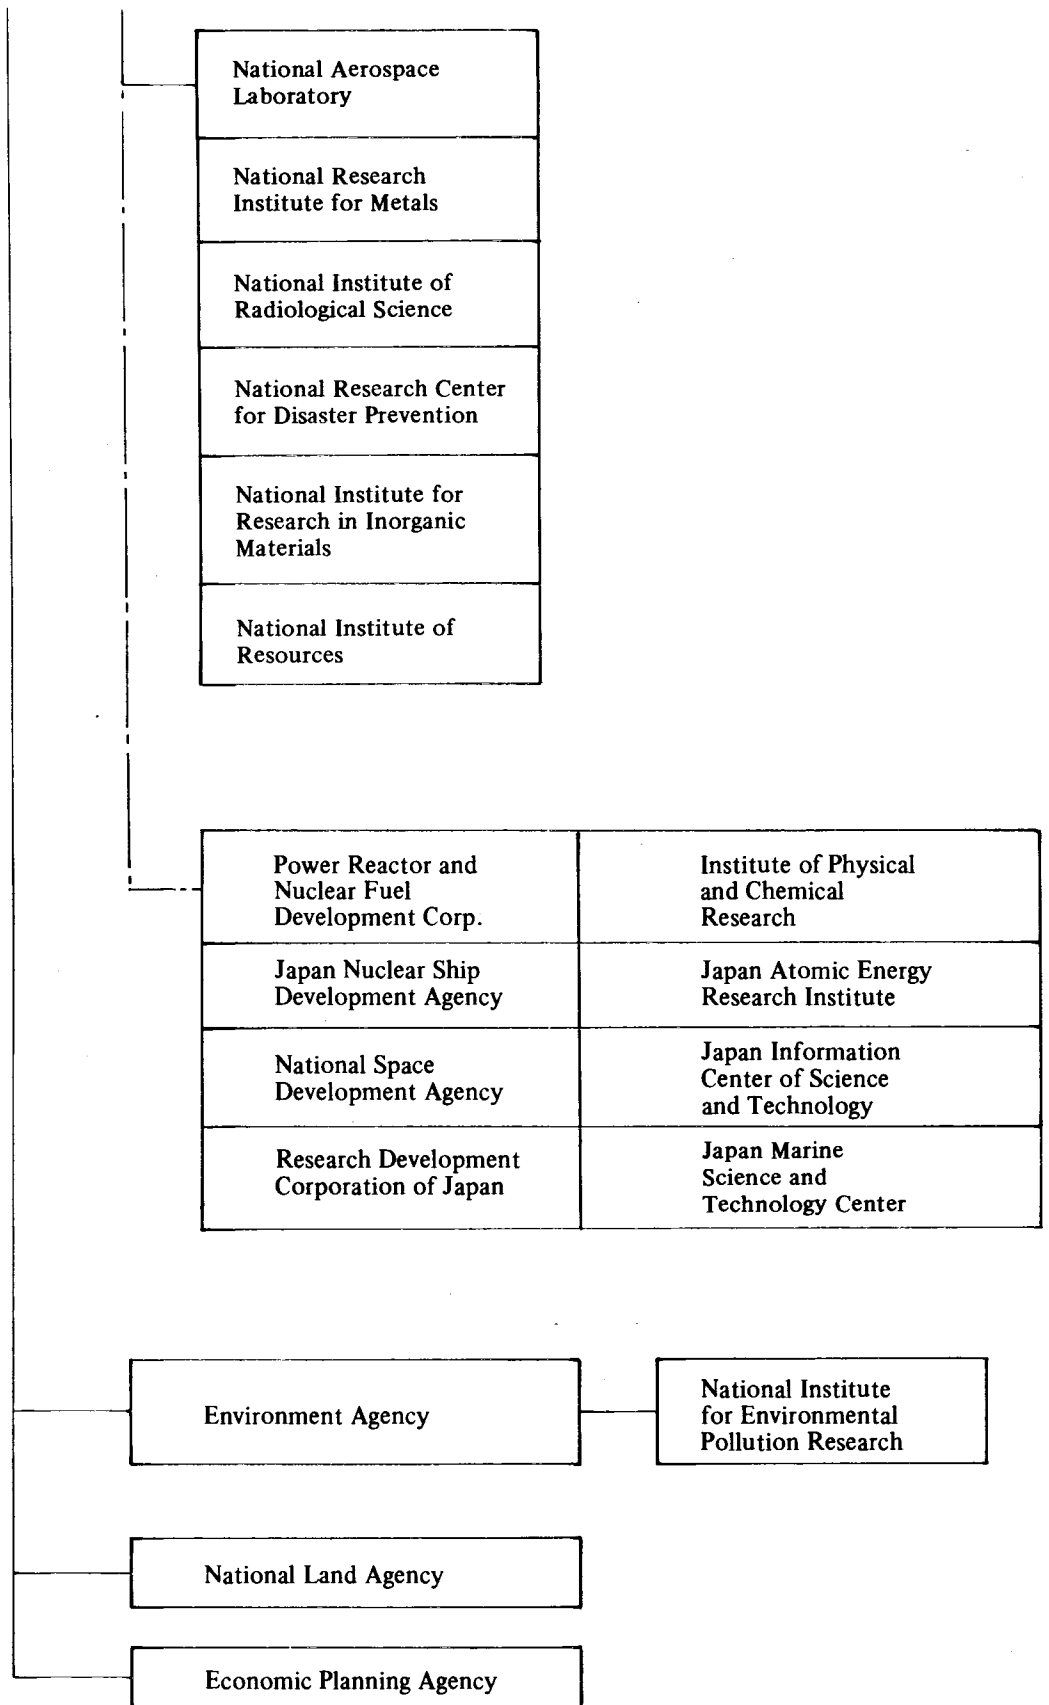 National Aerospace
Laboratory
National Research
Institute for Metals
National Institute of
Radiological Science
National Research Center
for Disaster Prevention
National Institute for
Research in Inorganic
Materials
National Institute of
Resources
Power Reactor and
Nuclear Fuel
Development Corp.
Institute of Physical
and Chemical
Research
Japan Nuclear Ship
Development Agency
Japan Atomic Energy
Research Institute
National Space
Development Agency
Japan Information
Center of Science
and Technology
Research Development
Corporation of Japan
Japan Marine
Science and
Technology Center
Environment Agency
National Institute
for Environmental
Pollution Research
National Land Agency
Economic Planning Agency